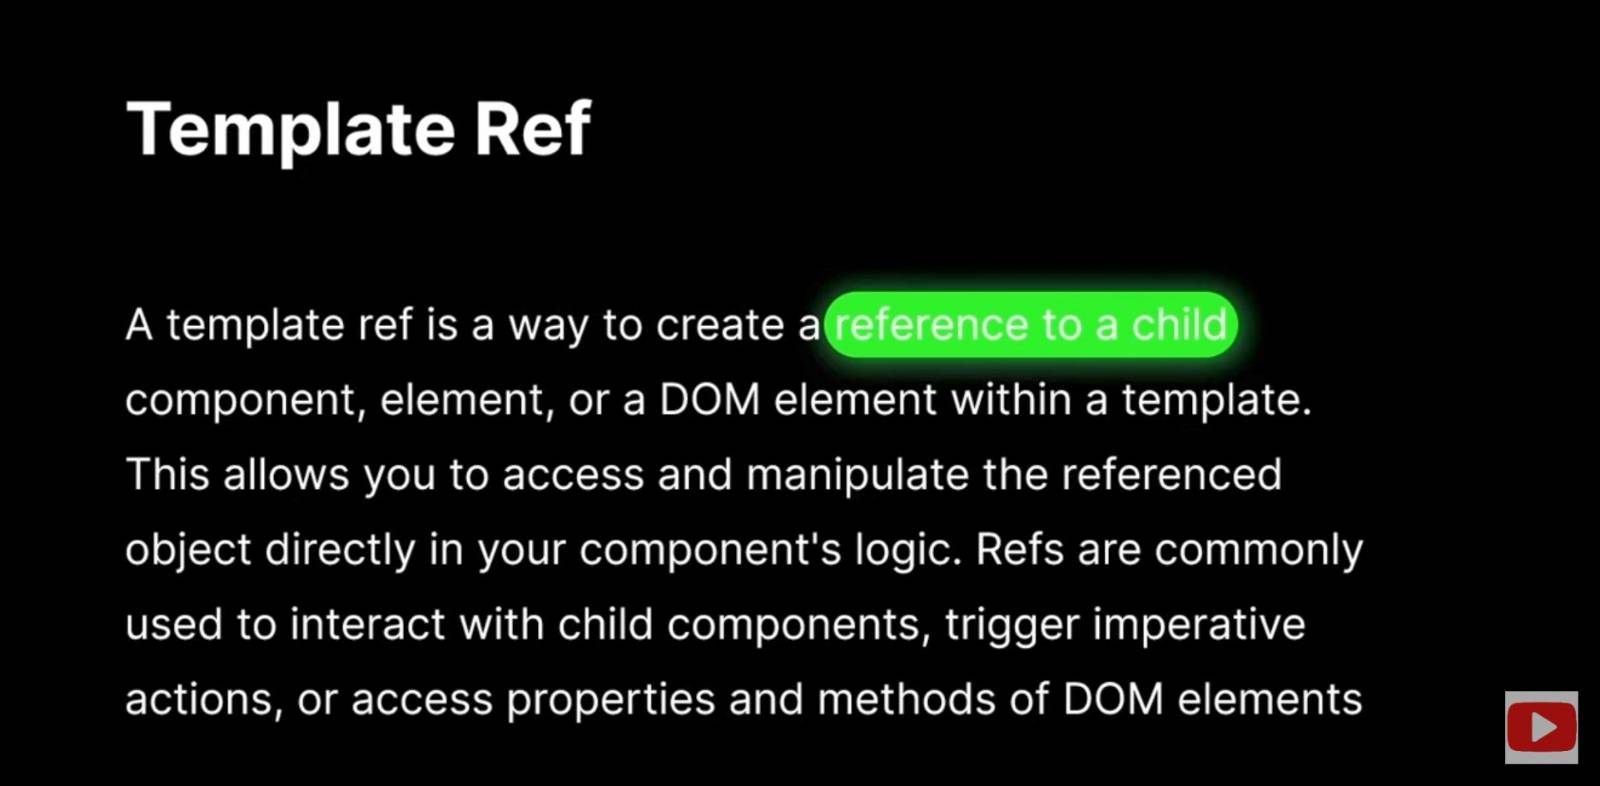 Template Ref
A template ref is a way to create a reference to a child
component, element, or a DOM element within a template.
This allows you to access and manipulate the referenced
object directly in your component's logic. Refs are commonly
used to interact with child components, trigger imperative
actions, or access properties and methods of DOM elements